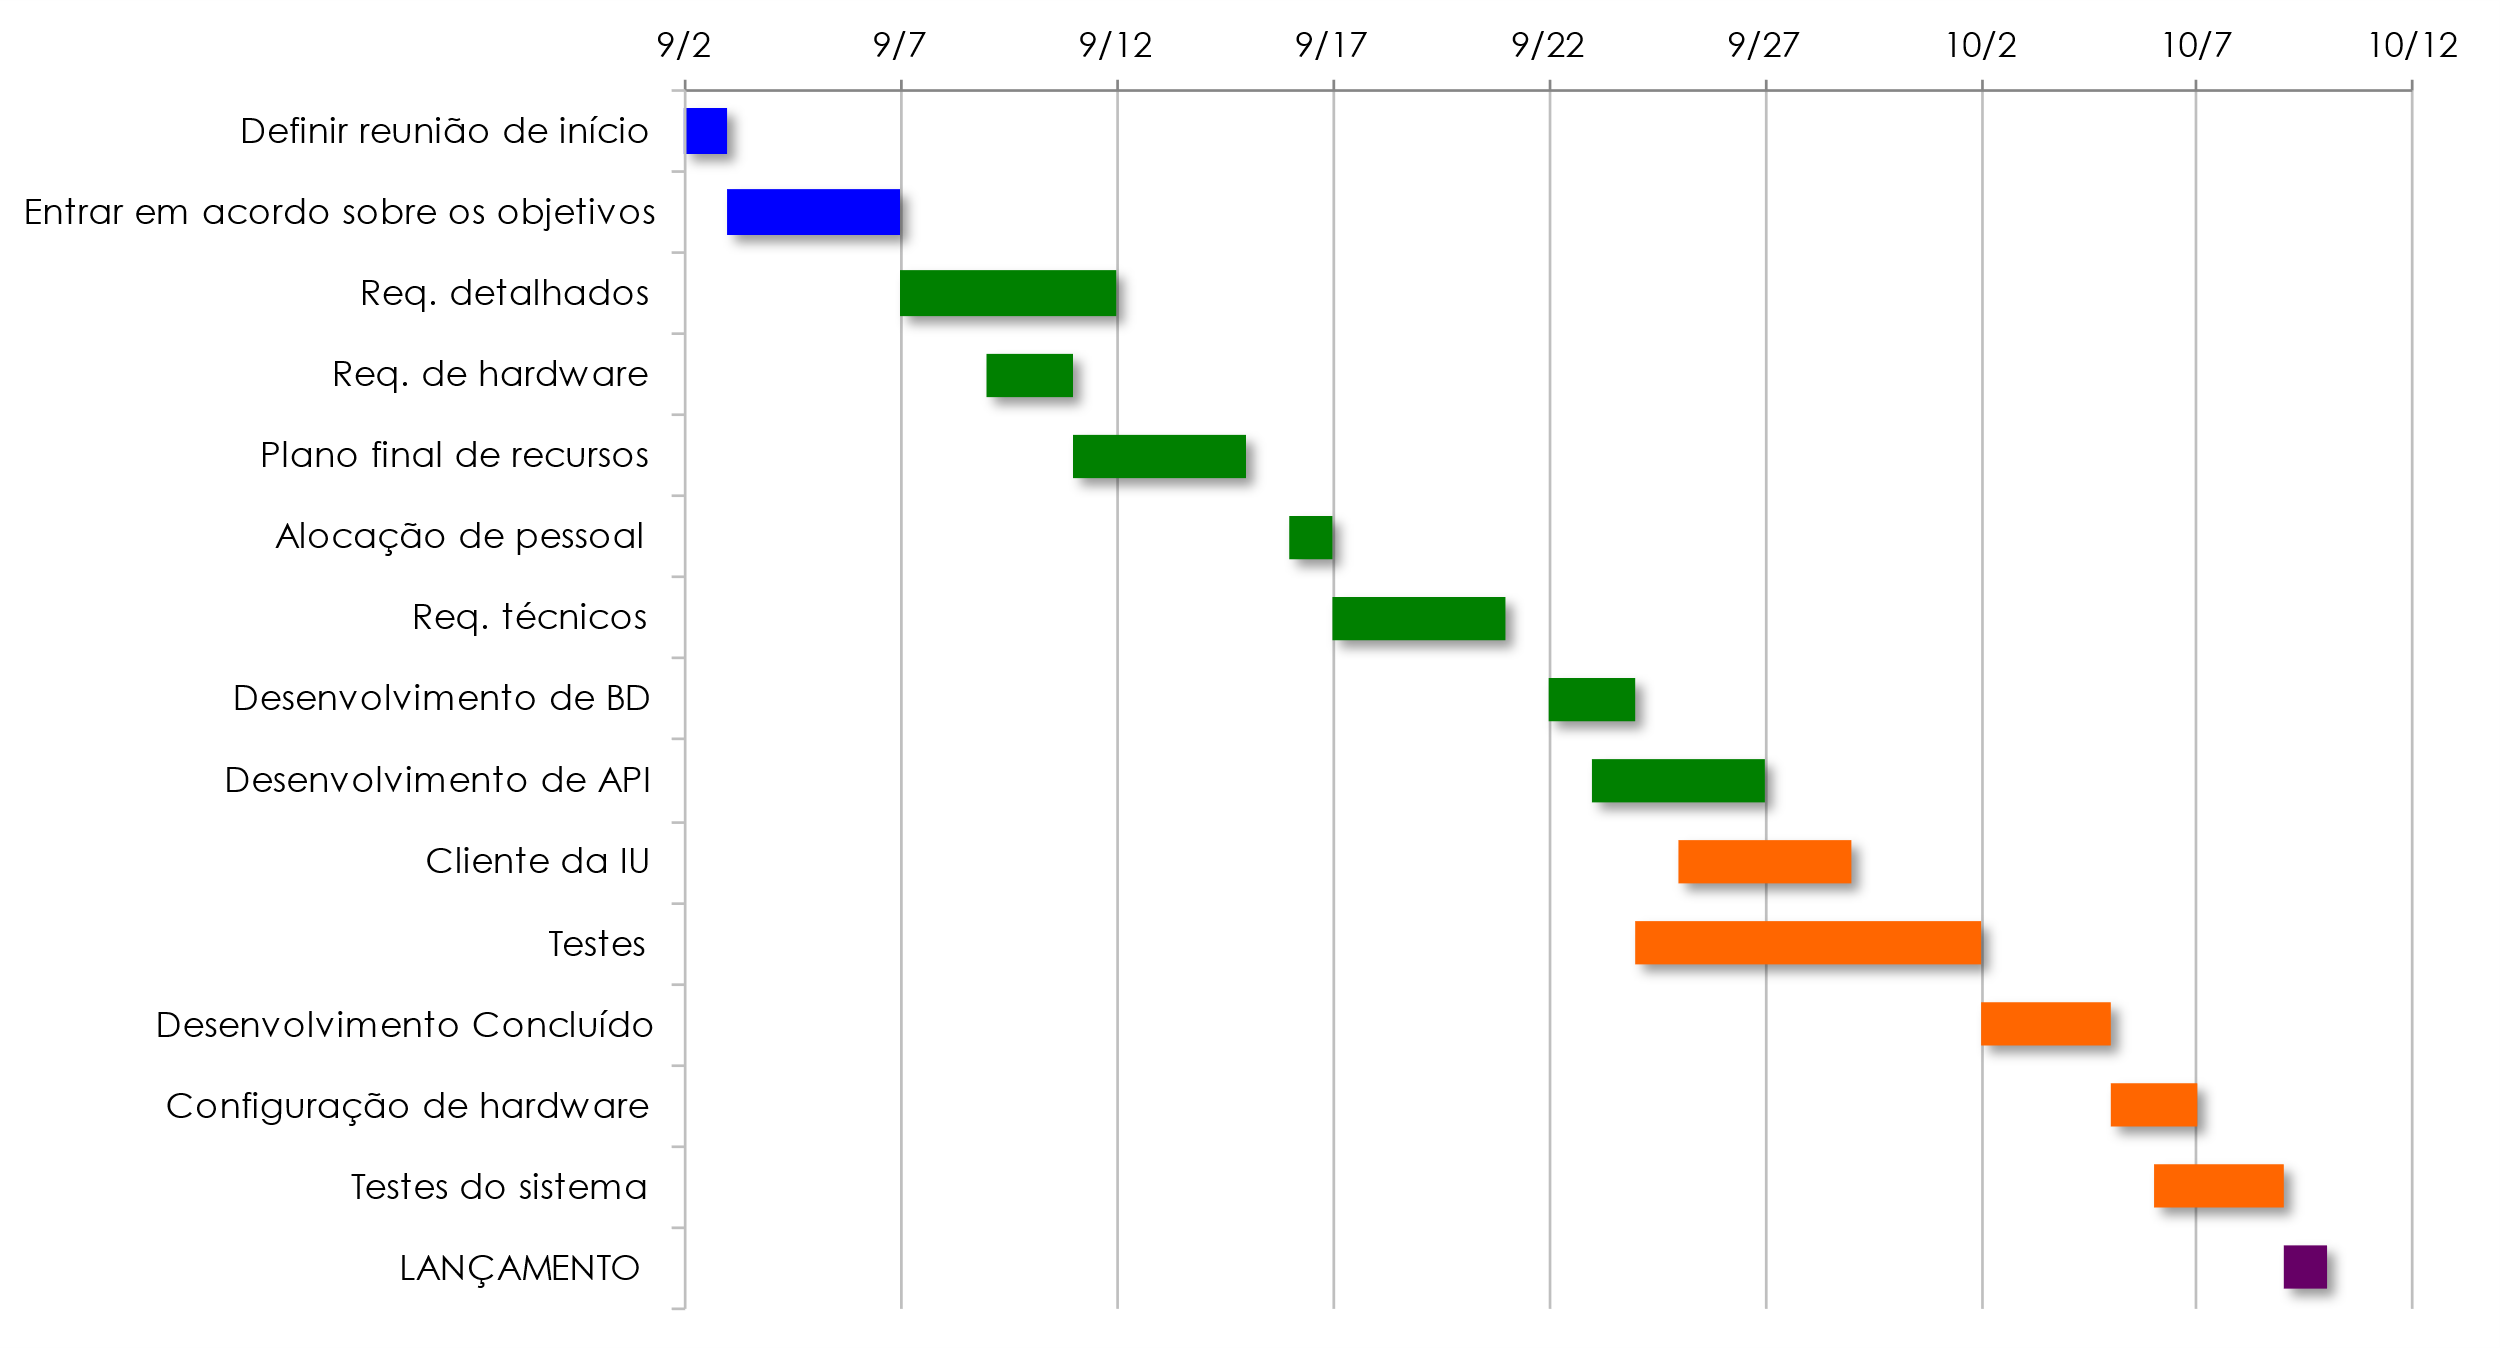 9/2 9/7 9/12 9/17 9/22 9/27 10/2 10/7 10/12
Definir reunião de início
Entrar em acordo sobre os objetivos
Req. detalhados
Req. de hardware
Plano final de recursos
Alocação de pessoal
Req. técnicos
Desenvolvimento de BD
Desenvolvimento de API
Cliente da IU
Testes
Desenvolvimento Concluído
Configuração de hardware
Testes do sistema
LANÇAMENTO